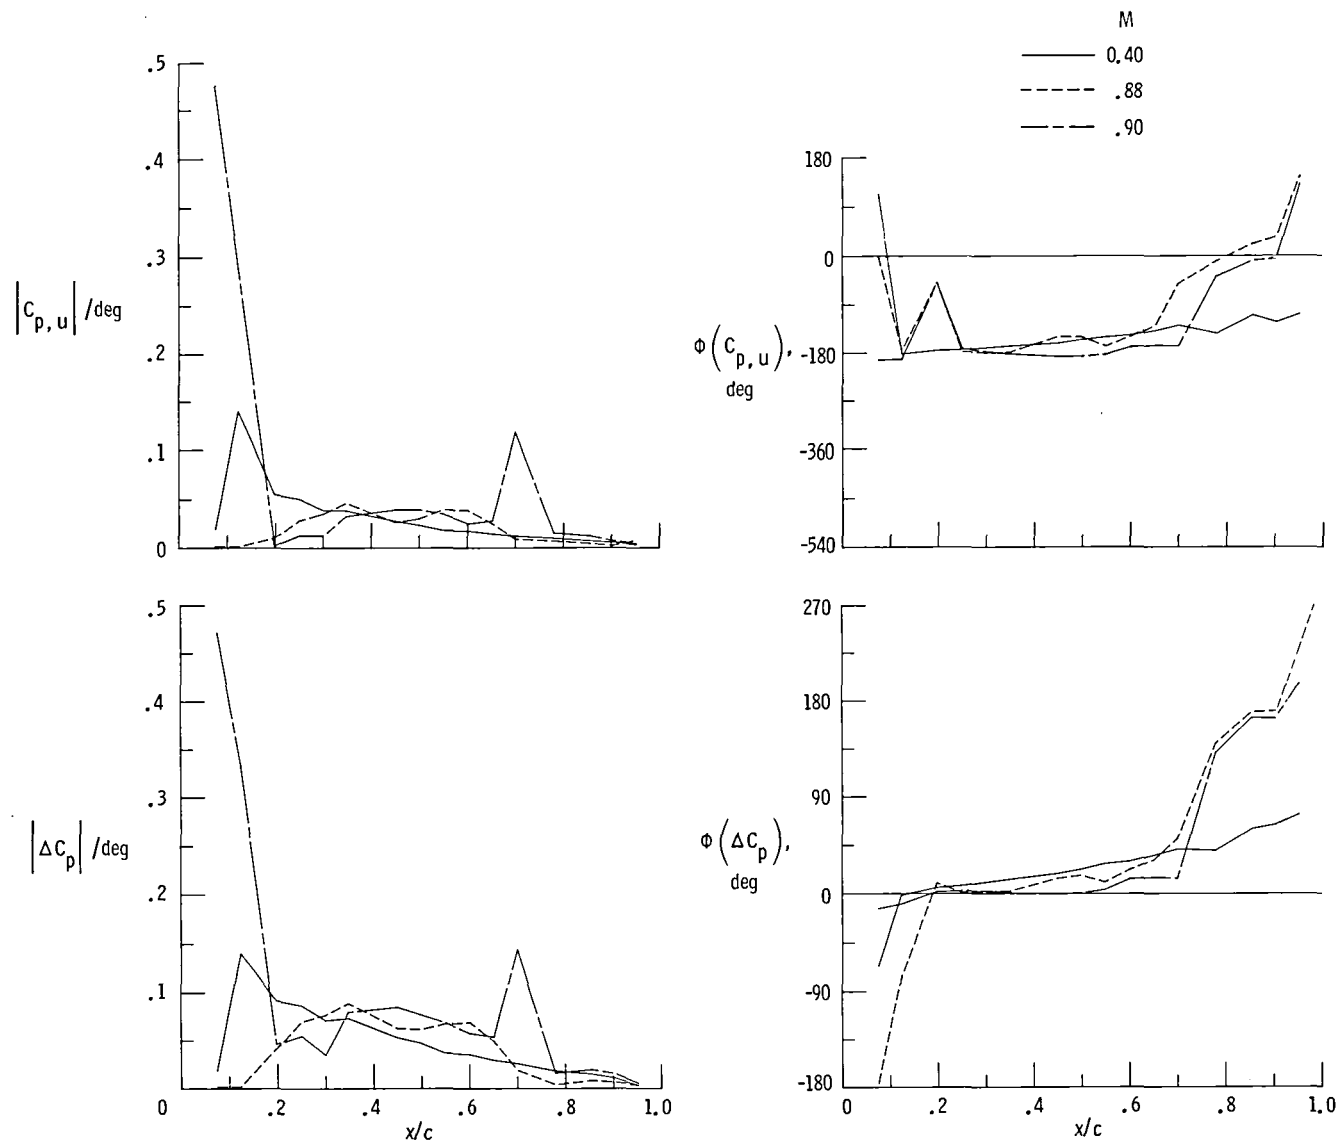 M
0.40
.88
.90
.5
.4
.3
.2
.1
0
|C_p,u| /deg
180
0
-180
-360
-540
Φ(C_p,u),
deg
.5
.4
.3
.2
.1
0 .2 .4 .6 .8 1.0
x/c
|ΔC_p| /deg
270
180
90
0
-90
-180
0 .2 .4 .6 .8 1.0
x/c
Φ(ΔC_p),
deg